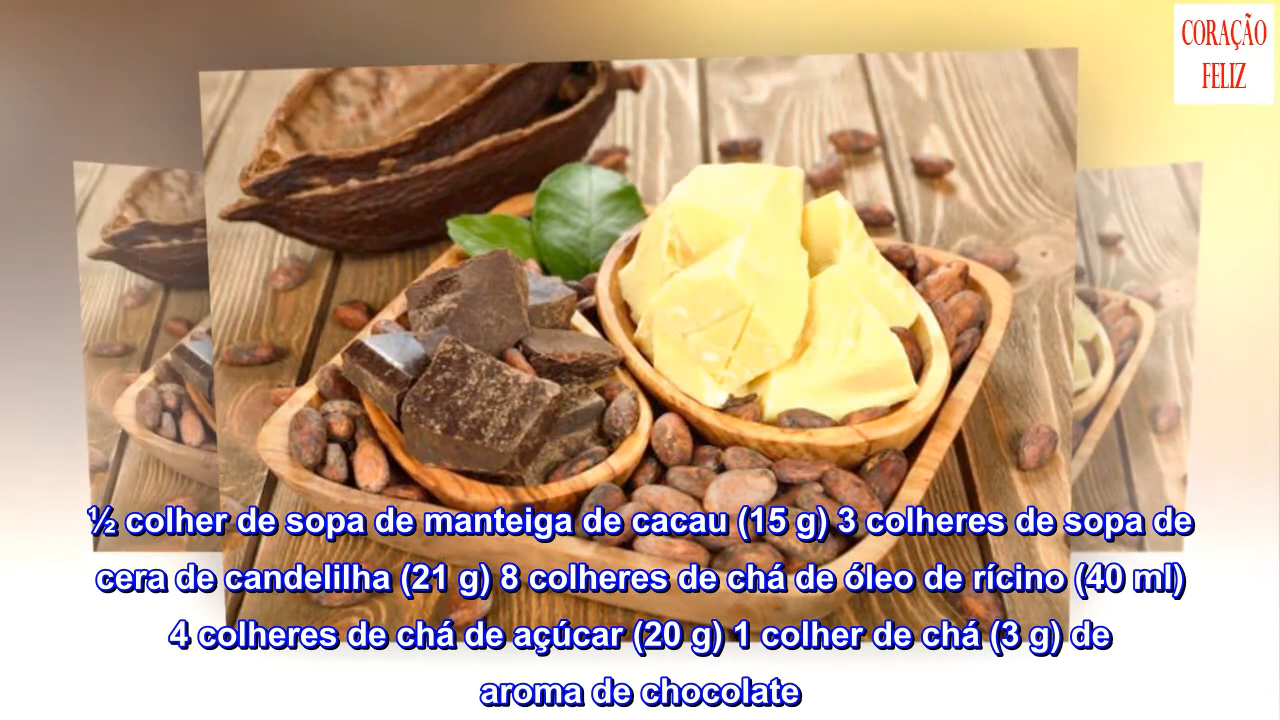 CORAÇÃO
FELIZ
½ colher de sopa de manteiga de cacau (15 g) 3 colheres de sopa de
cera de candelilha (21 g) 8 colheres de chá de óleo de rícino (40 ml)
4 colheres de chá de açúcar (20 g) 1 colher de chá (3 g) de
aroma de chocolate